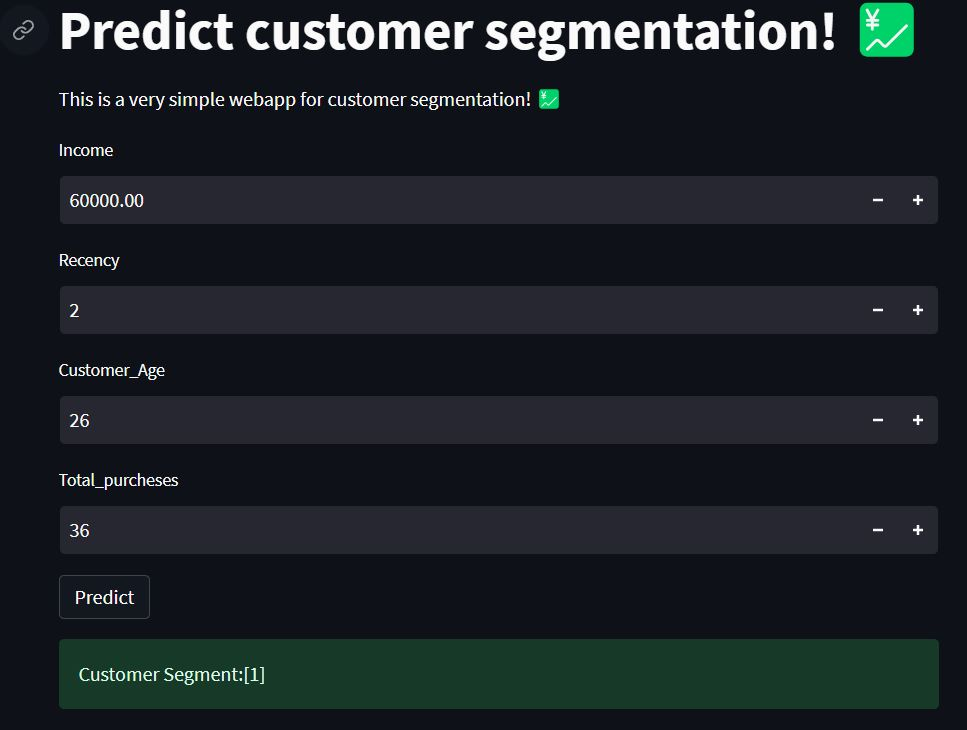 Predict customer segmentation! 💹
This is a very simple webapp for customer segmentation! 💹
Income
60000.00
Recency
2
Customer_Age
26
Total_purcheses
36
Predict
Customer Segment:[1]